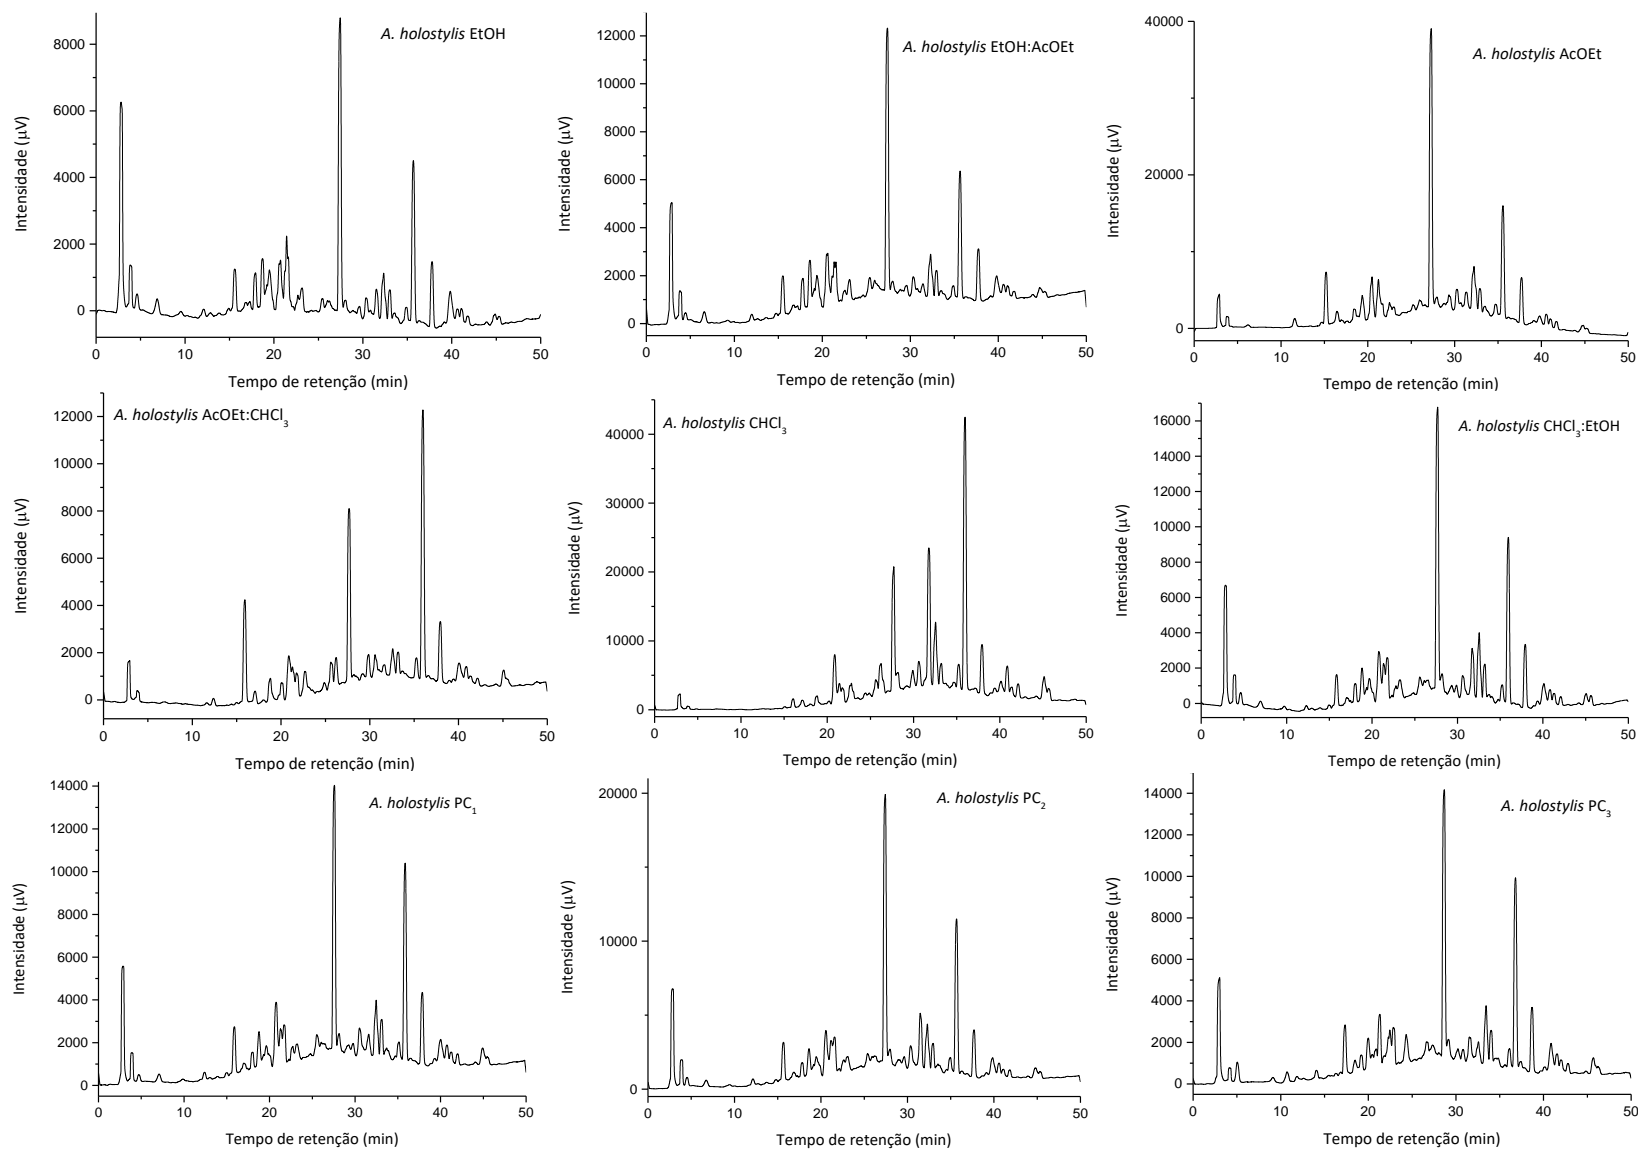 A. holostylis EtOH
Intensidade (µV)
8000
6000
4000
2000
0
0 10 20 30 40 50
Tempo de retenção (min)
A. holostylis EtOH:AcOEt
Intensidade (µV)
12000
10000
8000
6000
4000
2000
0
0 10 20 30 40 50
Tempo de retenção (min)
A. holostylis AcOEt
Intensidade (µV)
40000
20000
0
0 10 20 30 40 50
Tempo de retenção (min)
A. holostylis AcOEt:CHCl₃
Intensidade (µV)
12000
10000
8000
6000
4000
2000
0
0 10 20 30 40 50
Tempo de retenção (min)
A. holostylis CHCl₃
Intensidade (µV)
40000
30000
20000
10000
0
0 10 20 30 40 50
Tempo de retenção (min)
A. holostylis CHCl₃:EtOH
Intensidade (µV)
16000
14000
12000
10000
8000
6000
4000
2000
0
0 10 20 30 40 50
Tempo de retenção (min)
A. holostylis PC₁
Intensidade (µV)
14000
12000
10000
8000
6000
4000
2000
0
0 10 20 30 40 50
Tempo de retenção (min)
A. holostylis PC₂
Intensidade (µV)
20000
10000
0
0 10 20 30 40 50
Tempo de retenção (min)
A. holostylis PC₃
Intensidade (µV)
14000
12000
10000
8000
6000
4000
2000
0
0 10 20 30 40 50
Tempo de retenção (min)